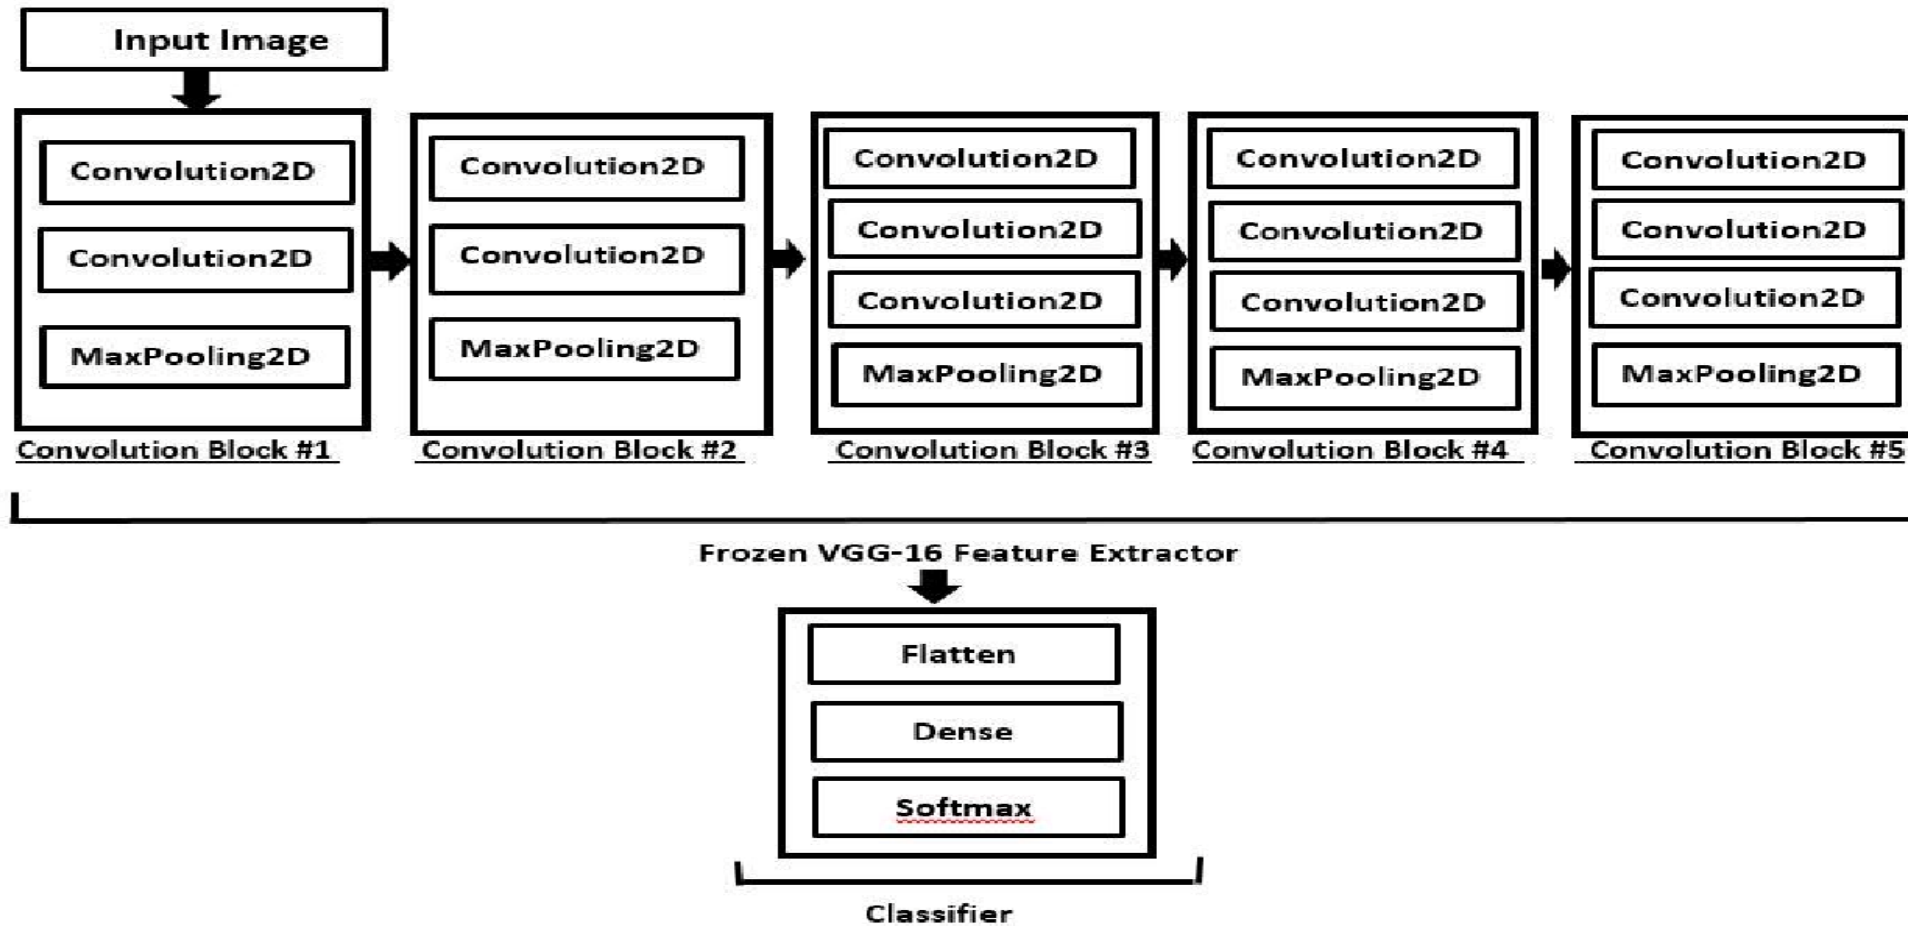 Input Image
Convolution2D
Convolution2D
MaxPooling2D
Convolution Block #1
Convolution2D
Convolution2D
MaxPooling2D
Convolution Block #2
Convolution2D
Convolution2D
Convolution2D
MaxPooling2D
Convolution Block #3
Convolution2D
Convolution2D
Convolution2D
MaxPooling2D
Convolution Block #4
Convolution2D
Convolution2D
Convolution2D
MaxPooling2D
Convolution Block #5
Frozen VGG-16 Feature Extractor
Flatten
Dense
Softmax
Classifier